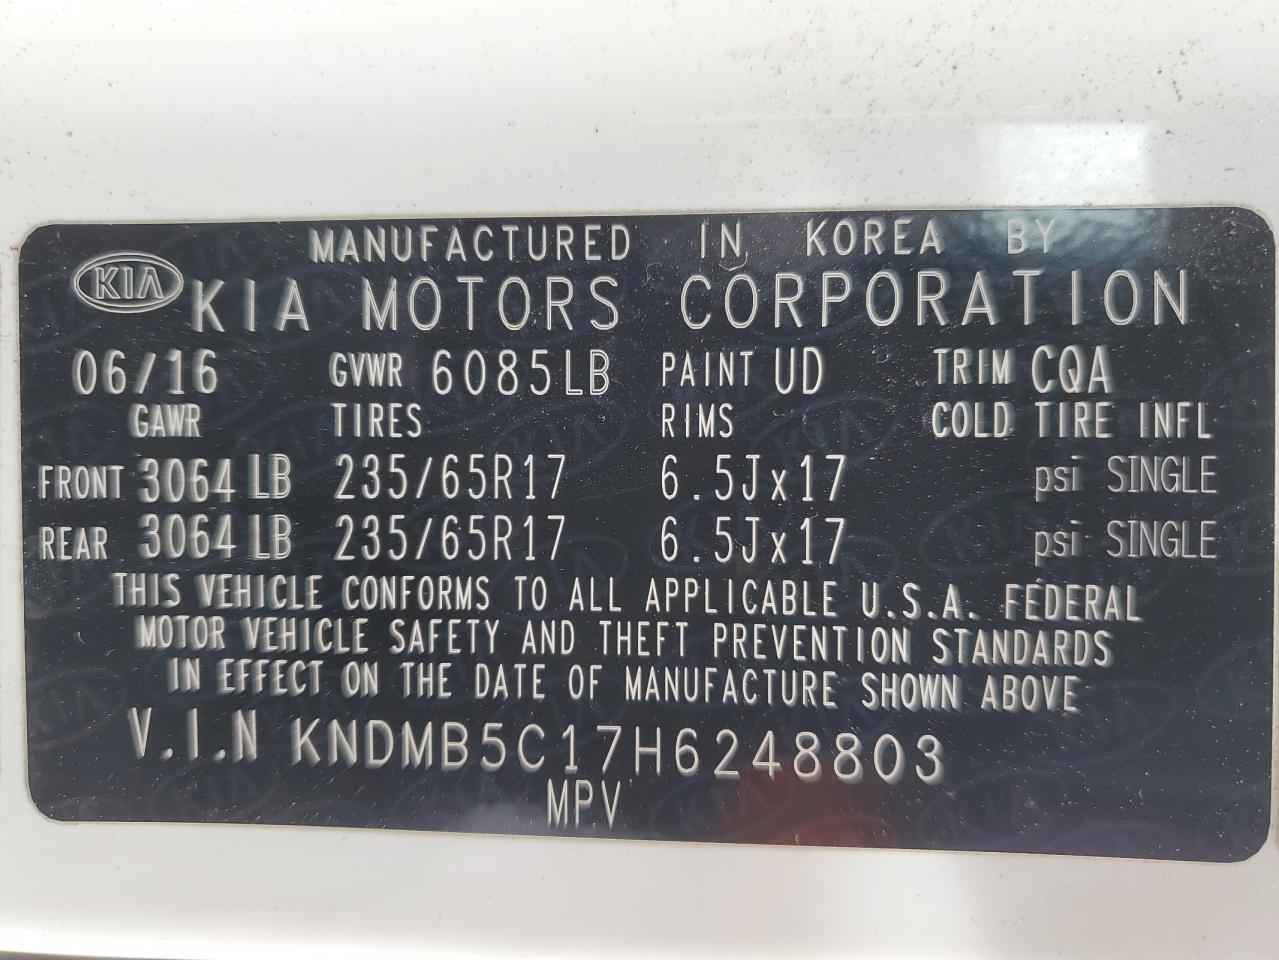 MANUFACTURED IN KOREA BY
KIA KIA MOTORS CORPORATION
06/16 GVWR 6085LB PAINT UD TRIM CQA
GAWR TIRES RIMS COLD TIRE INFL
FRONT 3064 LB 235/65R17 6.5Jx17 psi SINGLE
REAR 3064 LB 235/65R17 6.5Jx17 psi SINGLE
THIS VEHICLE CONFORMS TO ALL APPLICABLE U.S.A. FEDERAL
MOTOR VEHICLE SAFETY AND THEFT PREVENTION STANDARDS
IN EFFECT ON THE DATE OF MANUFACTURE SHOWN ABOVE
V.I.N KNDMB5C17H6248803
MPV